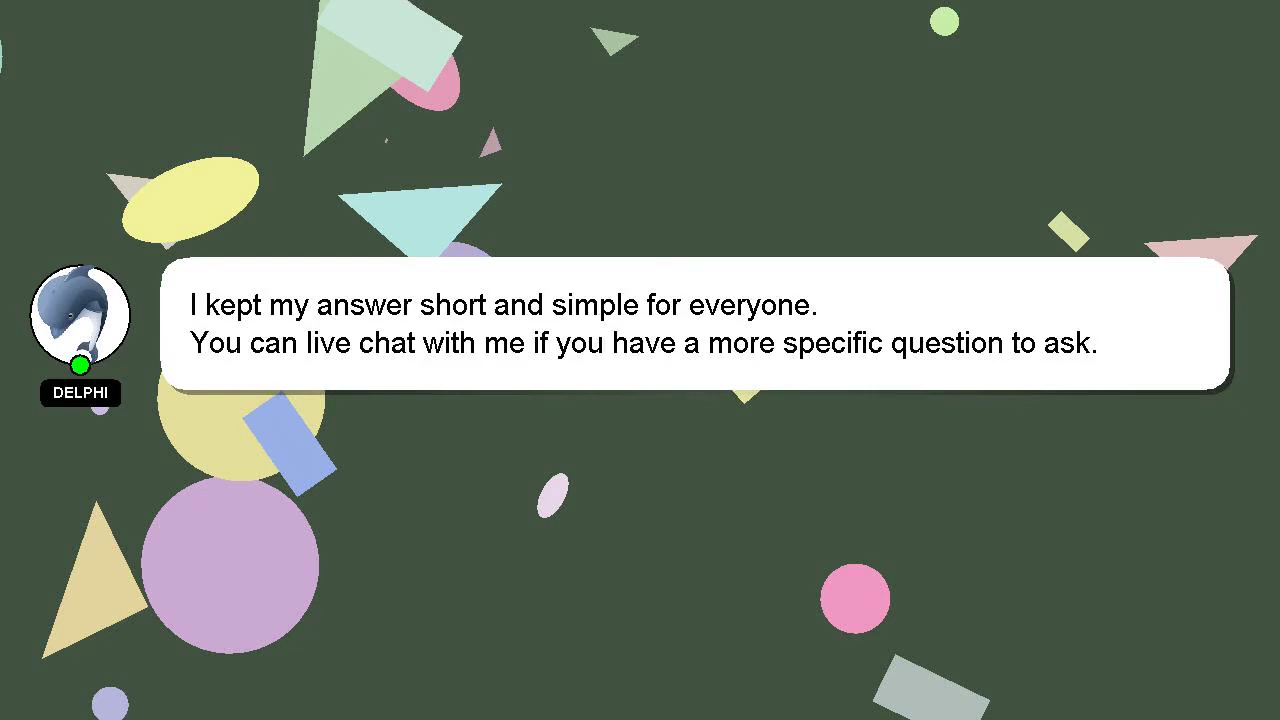 I kept my answer short and simple for everyone.
You can live chat with me if you have a more specific question to ask.
DELPHI